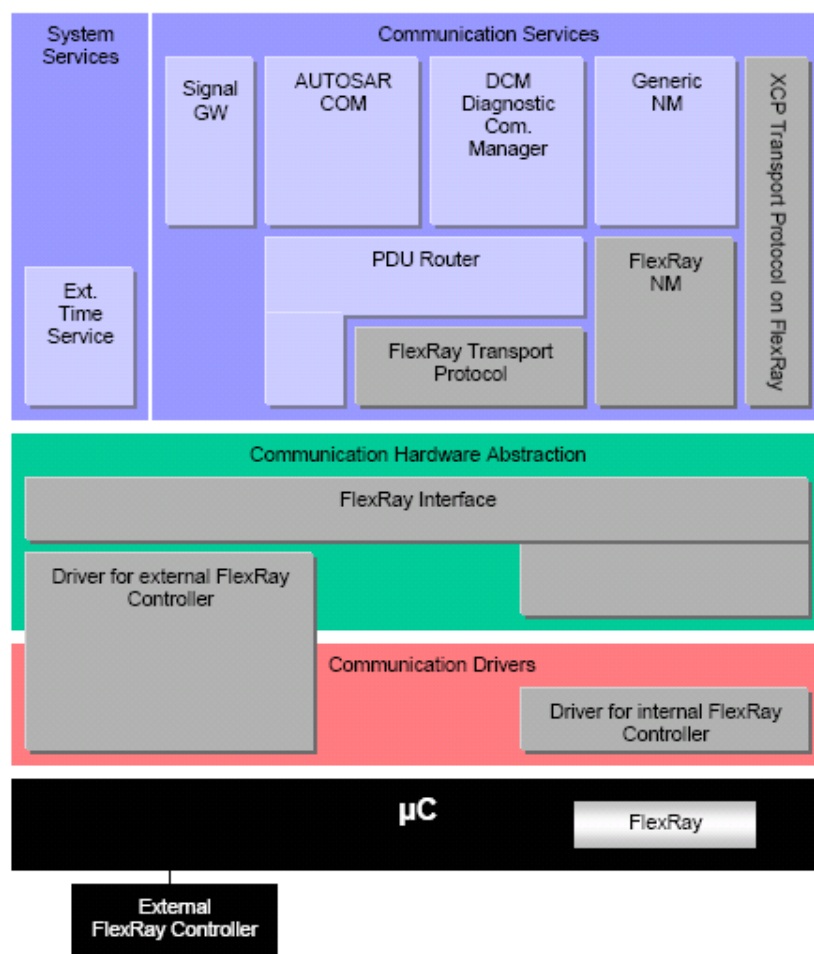 System
Services
Communication Services
Signal
GW
AUTOSAR
COM
DCM
Diagnostic
Com.
Manager
Generic
NM
XCP Transport Protocol on FlexRay
Ext.
Time
Service
PDU Router
FlexRay
NM
FlexRay Transport
Protocol
Communication Hardware Abstraction
FlexRay Interface
Driver for external FlexRay
Controller
Communication Drivers
Driver for internal FlexRay
Controller
µC
FlexRay
External
FlexRay Controller